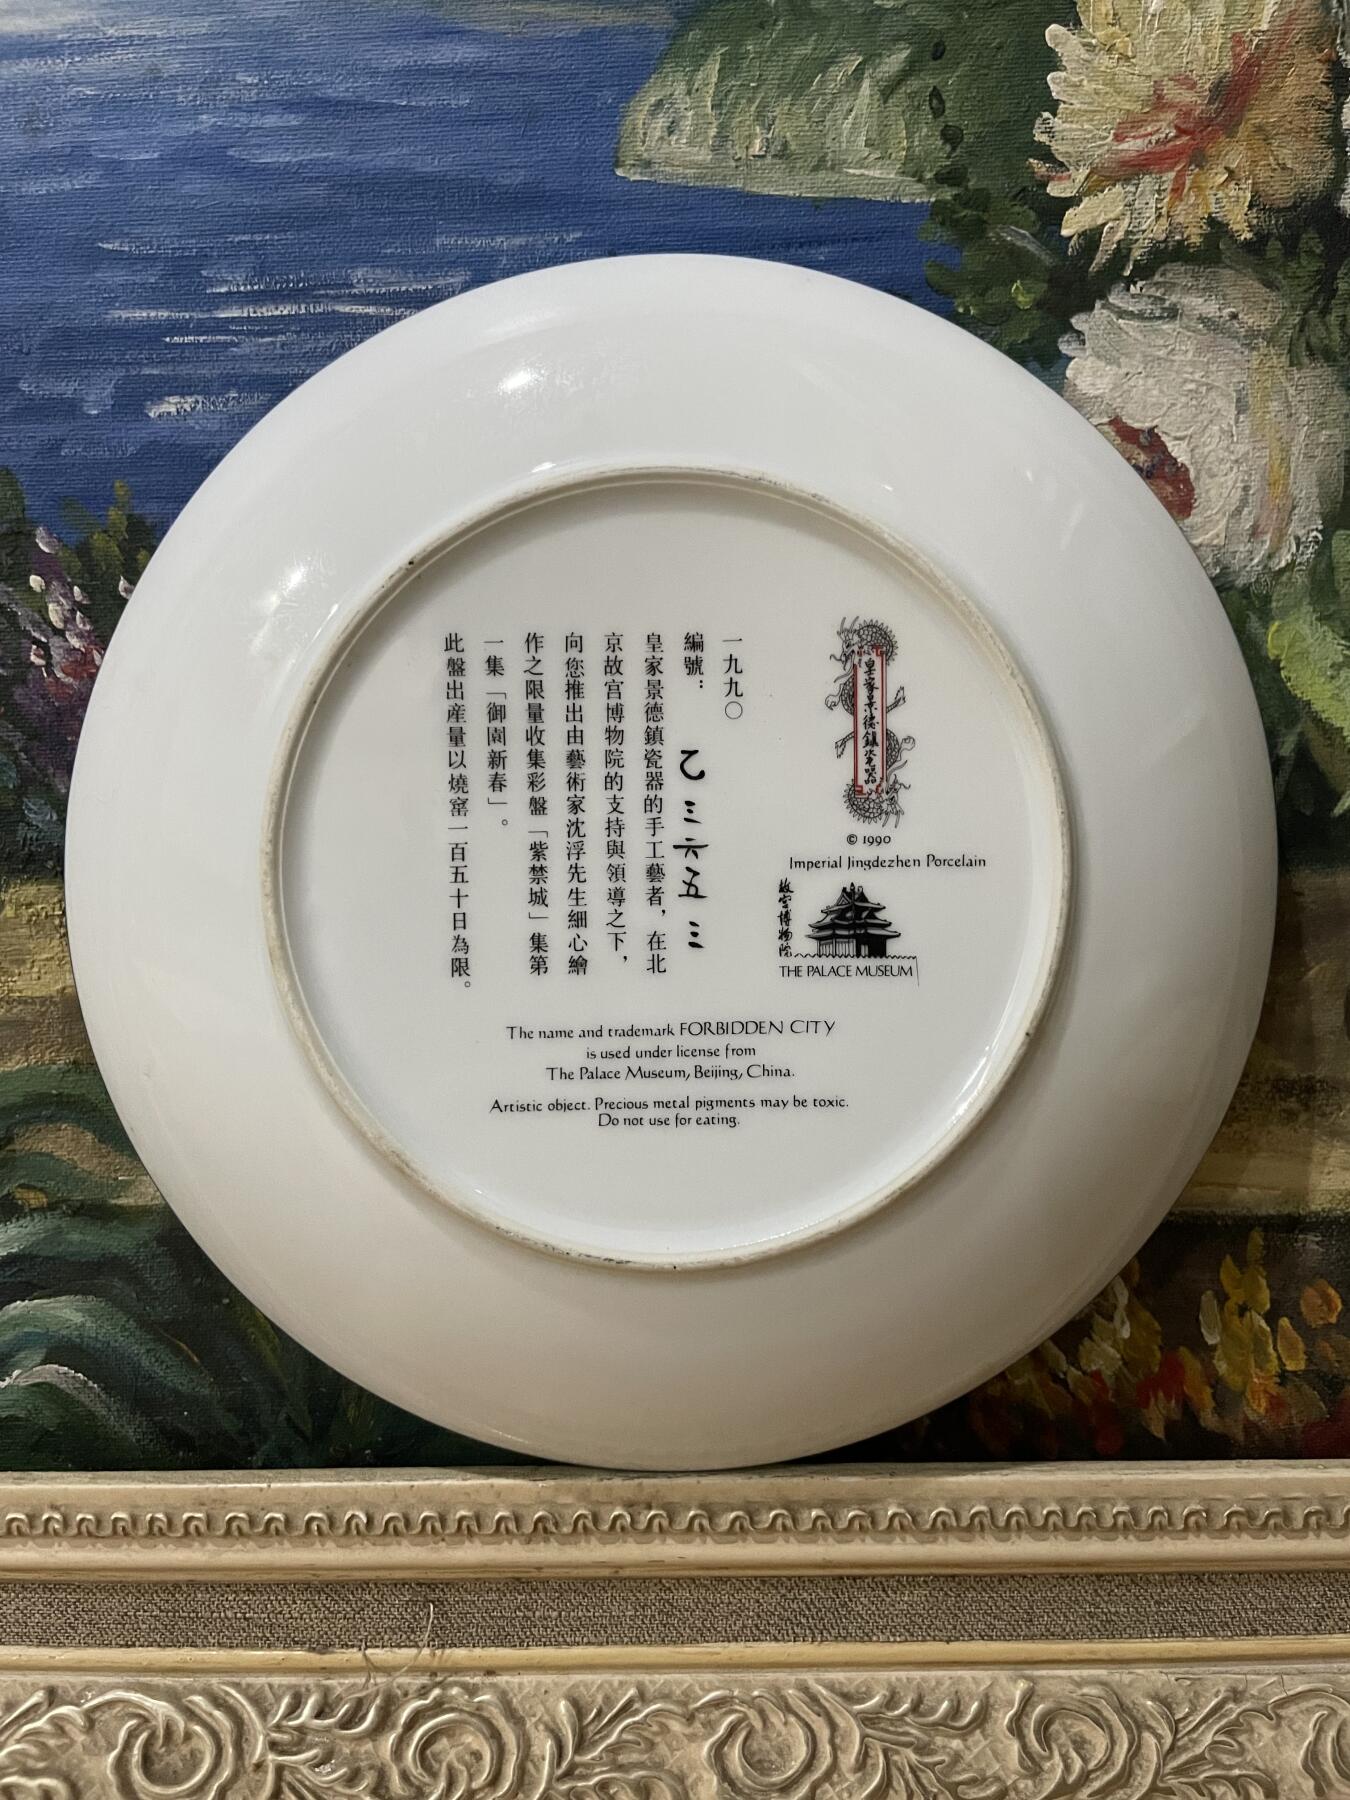 皇家景德鎮瓷器
© 1990
Imperial Jingdezhen Porcelain
故宮博物院
THE PALACE MUSEUM
一九九〇
編號：乙三六五三
皇家景德鎮瓷器的手工藝者，在北
京故宫博物院的支持與領導之下，
向您推出由藝術家沈浮先生細心繪
作之限量收集彩盤「紫禁城」集第
一集「御園新春」。
此盤出産量以燒窑一百五十日為限。
The name and trademark FORBIDDEN CITY
is used under license from
The Palace Museum, Beijing, China.
Artistic object. Precious metal pigments may be toxic.
Do not use for eating.